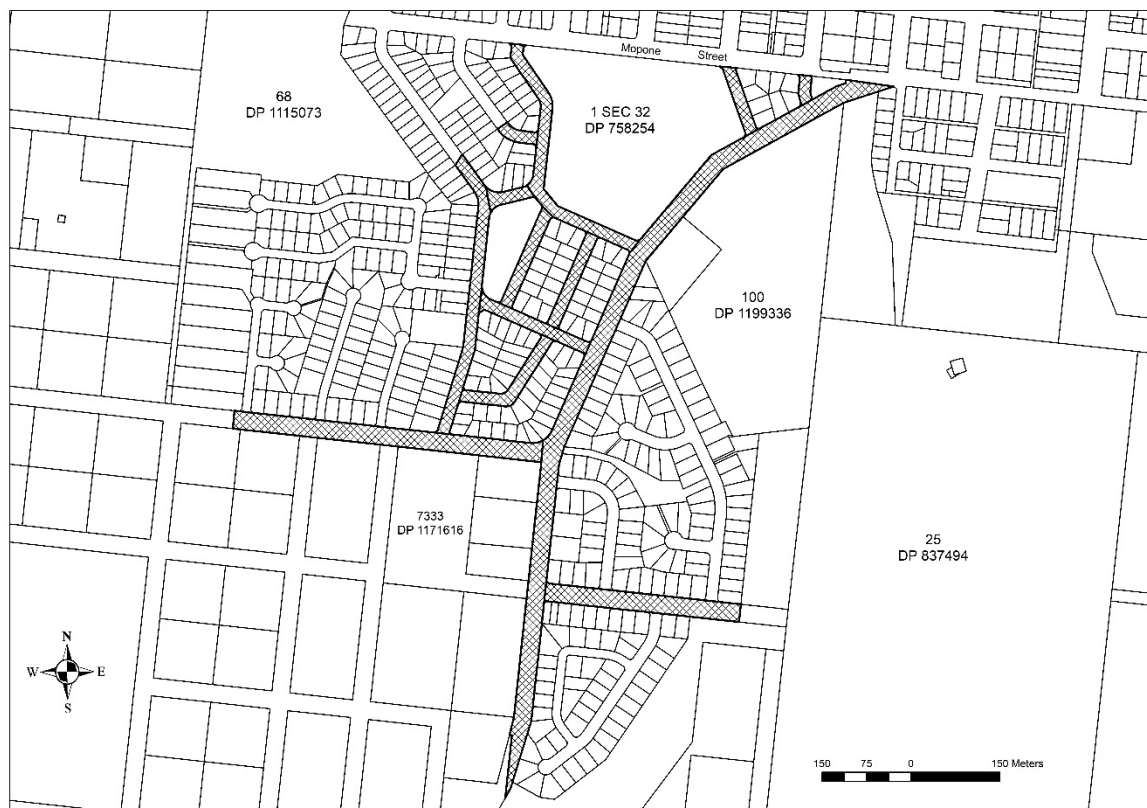 Mopone Street
68
DP 1115073
1 SEC 32
DP 758254
100
DP 1199336
7333
DP 1171616
25
DP 837494
N
W E
S
150 75 0 150 Meters